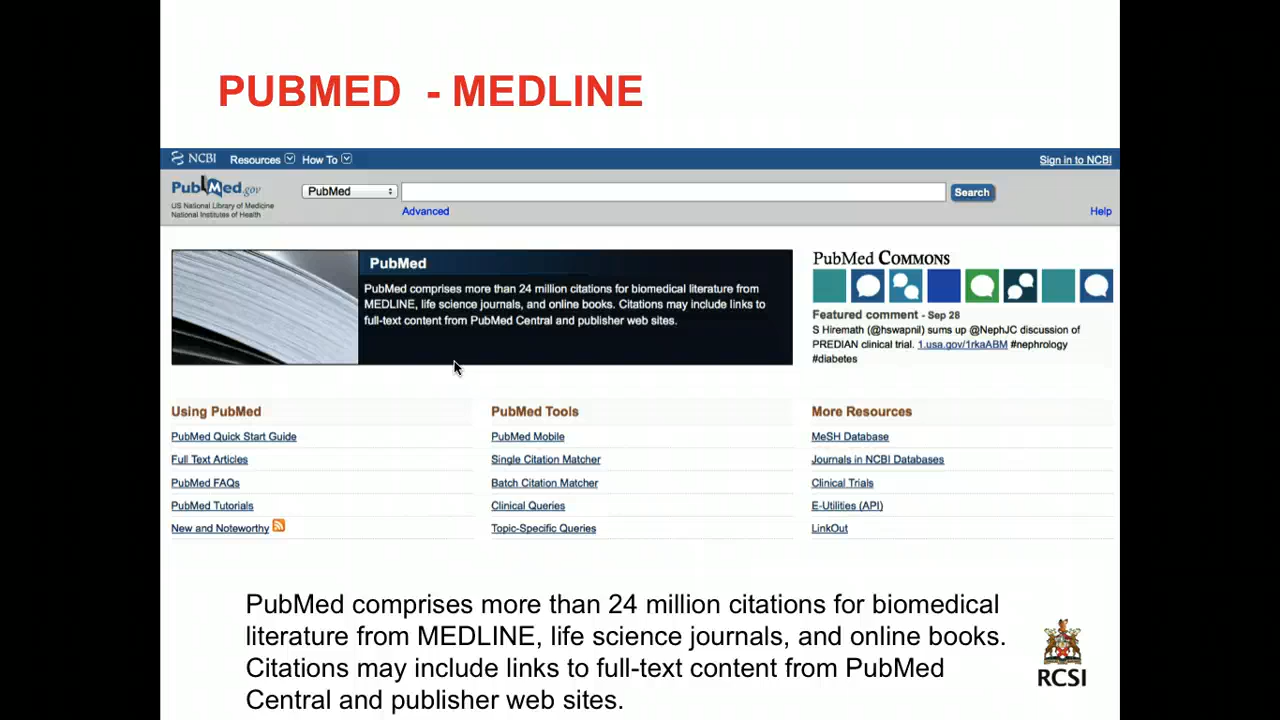 PUBMED - MEDLINE
NCBI Resources How To Sign in to NCBI
PubMed.gov
US National Library of Medicine
National Institutes of Health
PubMed
Search
Advanced
Help
PubMed
PubMed comprises more than 24 million citations for biomedical literature from
MEDLINE, life science journals, and online books. Citations may include links to
full-text content from PubMed Central and publisher web sites.
PubMed COMMONS
Featured comment - Sep 28
S Hiremath (@hswapnil) sums up @NephJC discussion of
PREDIAN clinical trial. 1.usa.gov/1rkaABM #nephrology
#diabetes
Using PubMed
PubMed Quick Start Guide
Full Text Articles
PubMed FAQs
PubMed Tutorials
New and Noteworthy
PubMed Tools
PubMed Mobile
Single Citation Matcher
Batch Citation Matcher
Clinical Queries
Topic-Specific Queries
More Resources
MeSH Database
Journals in NCBI Databases
Clinical Trials
E-Utilities (API)
LinkOut
PubMed comprises more than 24 million citations for biomedical
literature from MEDLINE, life science journals, and online books.
Citations may include links to full-text content from PubMed
Central and publisher web sites.
RCSI